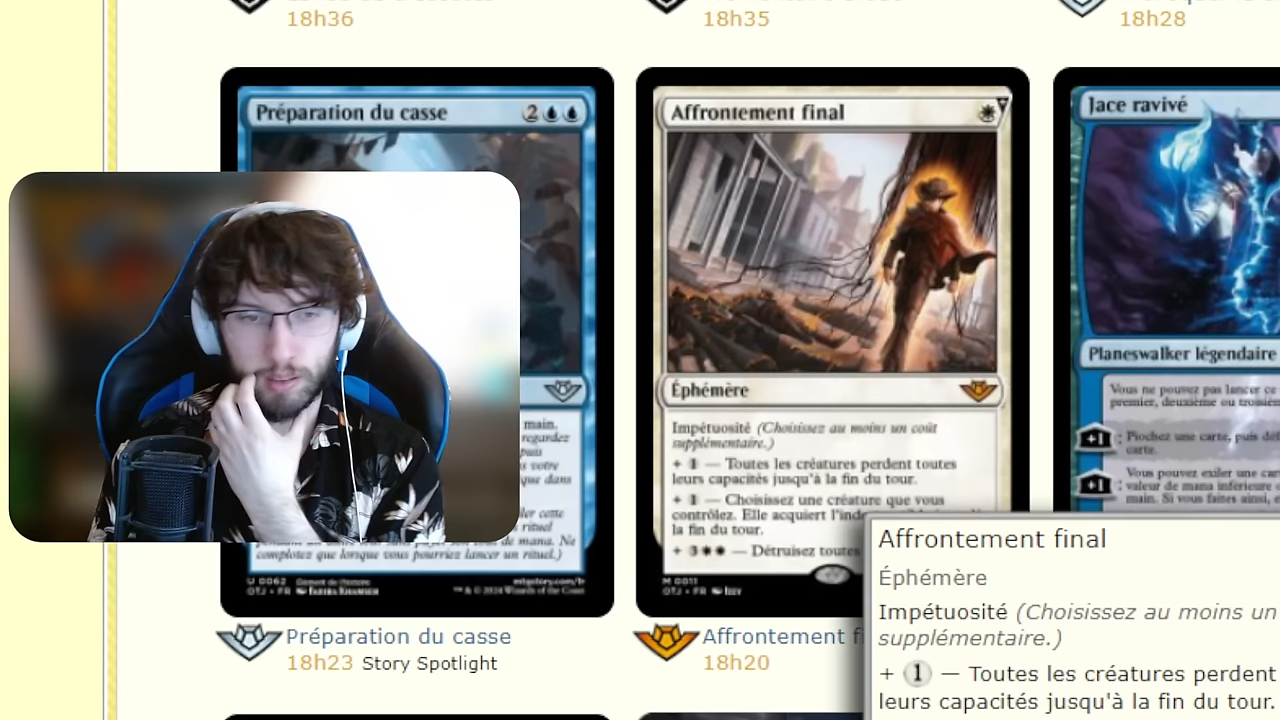 18h36
18h35
18h28
Préparation du casse
2
Affrontement final
Jace ravivé
Éphémère
Planeswalker légendaire
main.
regardez
puis
votre
dans
Impétuosité (Choisissez au moins un coût
supplémentaire.)
+ 1 — Toutes les créatures perdent toutes
leurs capacités jusqu'à la fin du tour.
+ 1 — Choisissez une créature que vous
contrôlez. Elle acquiert
la fin du tour.
+ 3 — Détruisez toutes
Vous ne pouvez pas lancer ce
premier, deuxième ou
+1 : Piochez une carte, puis
carte.
+1 : Vous pouvez exiler une
valeur de mana inférieure
main. Si vous faites ainsi,
cette
rituel
de mana. Ne
complotez que lorsque vous pourriez lancer un rituel.)
U 0062
OTJ • FR
M 0011
OTJ • FR
Préparation du casse
18h23 Story Spotlight
Affrontement
18h20
Affrontement final
Éphémère
Impétuosité (Choisissez au moins un
supplémentaire.)
+ 1 — Toutes les créatures perdent
leurs capacités jusqu'à la fin du tour.